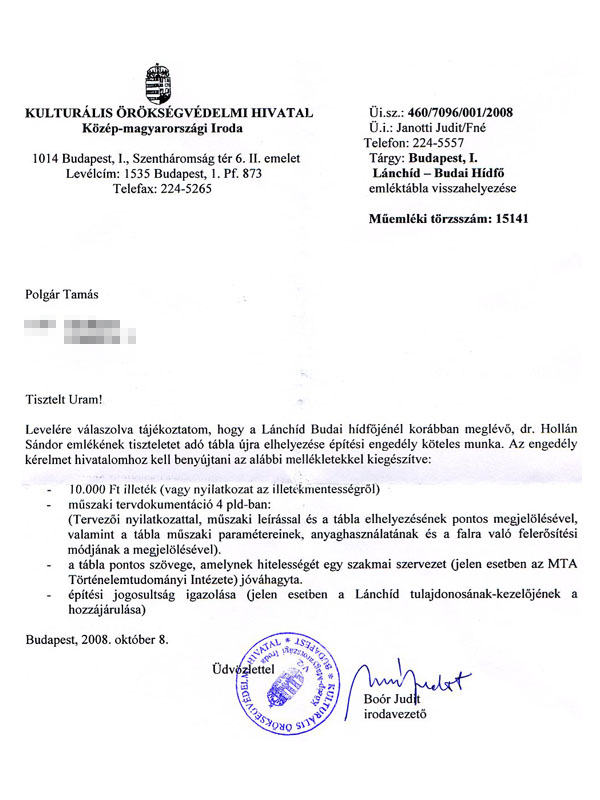 KULTURÁLIS ÖRÖKSÉGVÉDELMI HIVATAL
Közép-magyarországi Iroda
1014 Budapest, I., Szentháromság tér 6. II. emelet
Levélcím: 1535 Budapest, 1. Pf. 873
Telefax: 224-5265
Üi.sz.: 460/7096/001/2008
Ü.i.: Janotti Judit/Fné
Telefon: 224-5557
Tárgy: Budapest, I.
Lánchíd – Budai Hídfő
emléktábla visszahelyezése
Műemléki törzsszám: 15141
Polgár Tamás
Tisztelt Uram!
Levelére válaszolva tájékoztatom, hogy a Lánchíd Budai hídfőjénél korábban meglévő, dr. Hollán
Sándor emlékének tiszteletet adó tábla újra elhelyezése építési engedély köteles munka. Az engedély
kérelmet hivatalomhoz kell benyújtani az alábbi mellékletekkel kiegészítve:
- 10.000 Ft illeték (vagy nyilatkozat az illetékmentességről)
- műszaki tervdokumentáció 4 pld-ban:
(Tervezői nyilatkozattal, műszaki leírással és a tábla elhelyezésének pontos megjelölésével,
valamint a tábla műszaki paramétereinek, anyaghasználatának és a falra való felerősítési
módjának a megjelölésével).
- a tábla pontos szövege, amelynek hitelességét egy szakmai szervezet (jelen esetben az MTA
Történelemtudományi Intézete) jóváhagyta.
- építési jogosultság igazolása (jelen esetben a Lánchíd tulajdonosának-kezelőjének a
hozzájárulása)
Budapest, 2008. október 8.
Üdvözlettel
KULTURÁLIS ÖRÖKSÉGVÉDELMI HIVATAL * BUDAPEST *
Közép-Magyarországi Iroda
Boór Judit
irodavezető